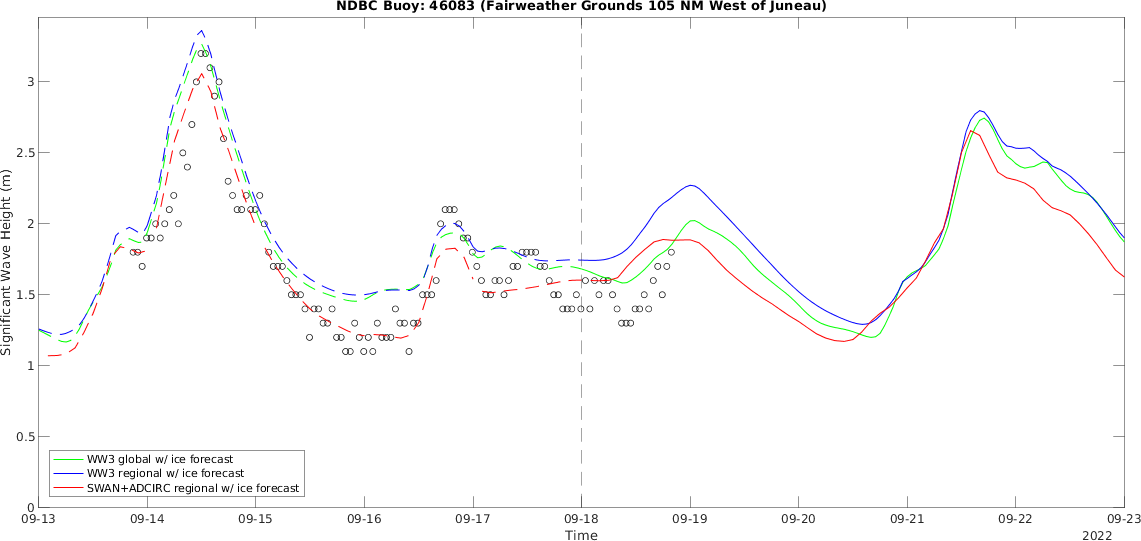 NDBC Buoy: 46083 (Fairweather Grounds 105 NM West of Juneau)
Significant Wave Height (m)
3
2.5
2
1.5
1
0.5
0
WW3 global w/ ice forecast
WW3 regional w/ ice forecast
SWAN+ADCIRC regional w/ ice forecast
09-13 09-14 09-15 09-16 09-17 09-18 09-19 09-20 09-21 09-22 09-23
Time
2022